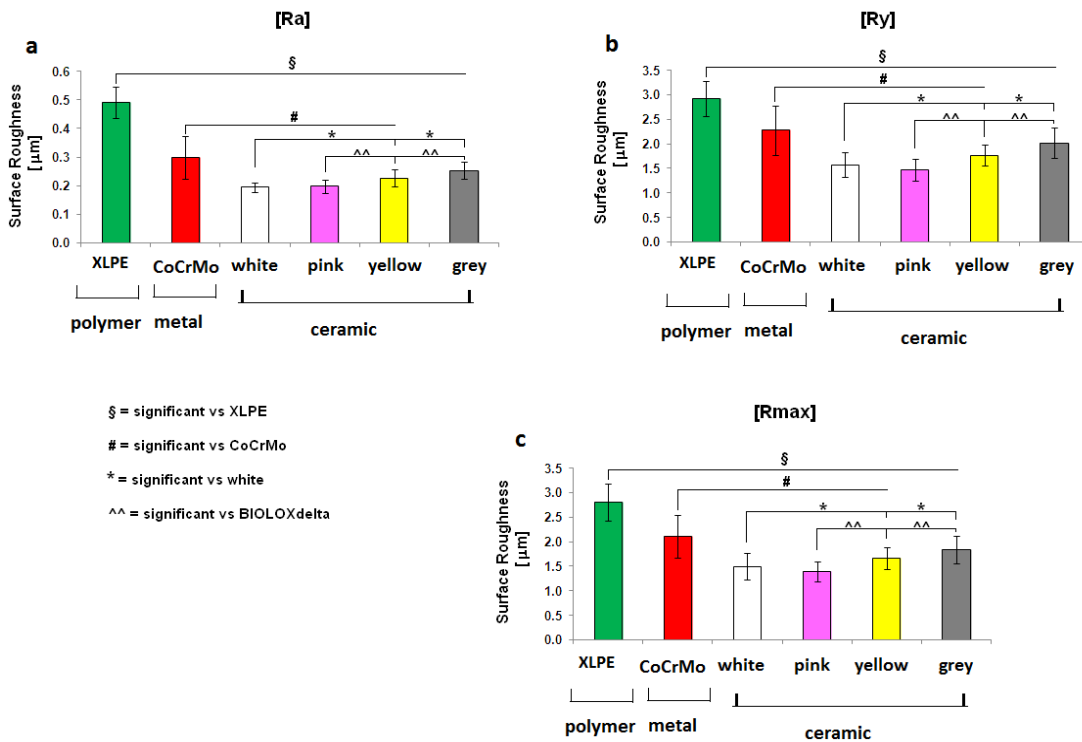 [Ra]
a
§
#
* *
^^ ^^
Surface Roughness
[µm]
0.6
0.5
0.4
0.3
0.2
0.1
0.0
XLPE CoCrMo white pink yellow grey
polymer metal ceramic
[Ry]
b
§
#
* *
^^ ^^
Surface Roughness
[µm]
3.5
3.0
2.5
2.0
1.5
1.0
0.5
0.0
XLPE CoCrMo white pink yellow grey
polymer metal ceramic
§ = significant vs XLPE
# = significant vs CoCrMo
* = significant vs white
^^ = significant vs BIOLOXdelta
[Rmax]
c
§
#
* *
^^ ^^
Surface Roughness
[µm]
3.5
3.0
2.5
2.0
1.5
1.0
0.5
0.0
XLPE CoCrMo white pink yellow grey
polymer metal ceramic